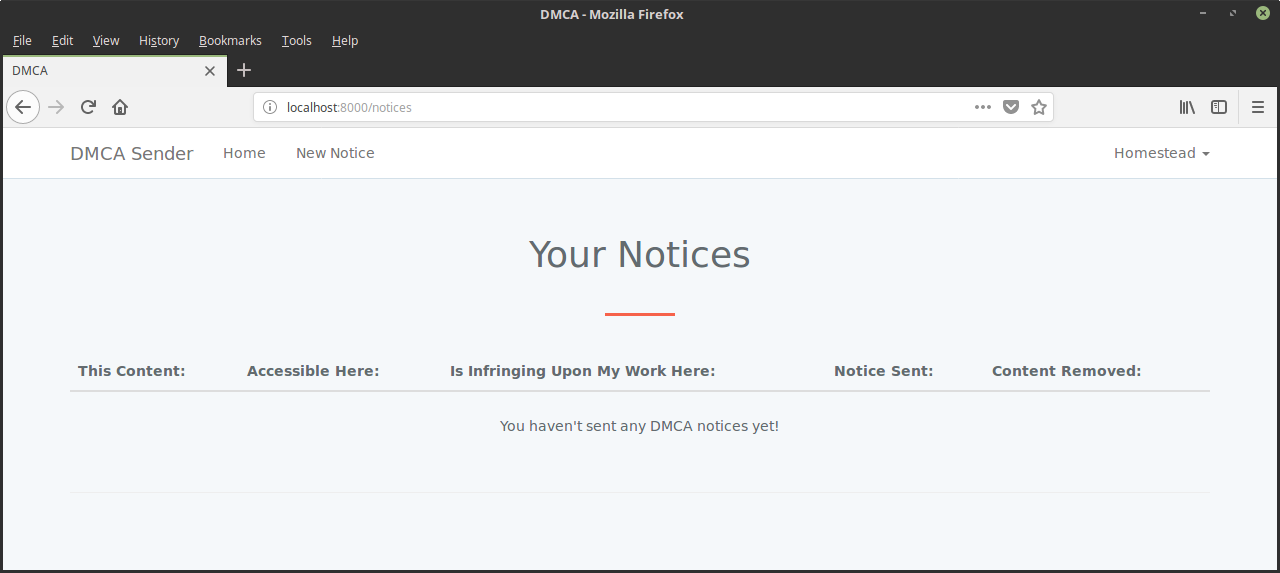 DMCA - Mozilla Firefox
File Edit View History Bookmarks Tools Help
DMCA
localhost:8000/notices
DMCA Sender Home New Notice Homestead
Your Notices
This Content: Accessible Here: Is Infringing Upon My Work Here: Notice Sent: Content Removed:
You haven't sent any DMCA notices yet!